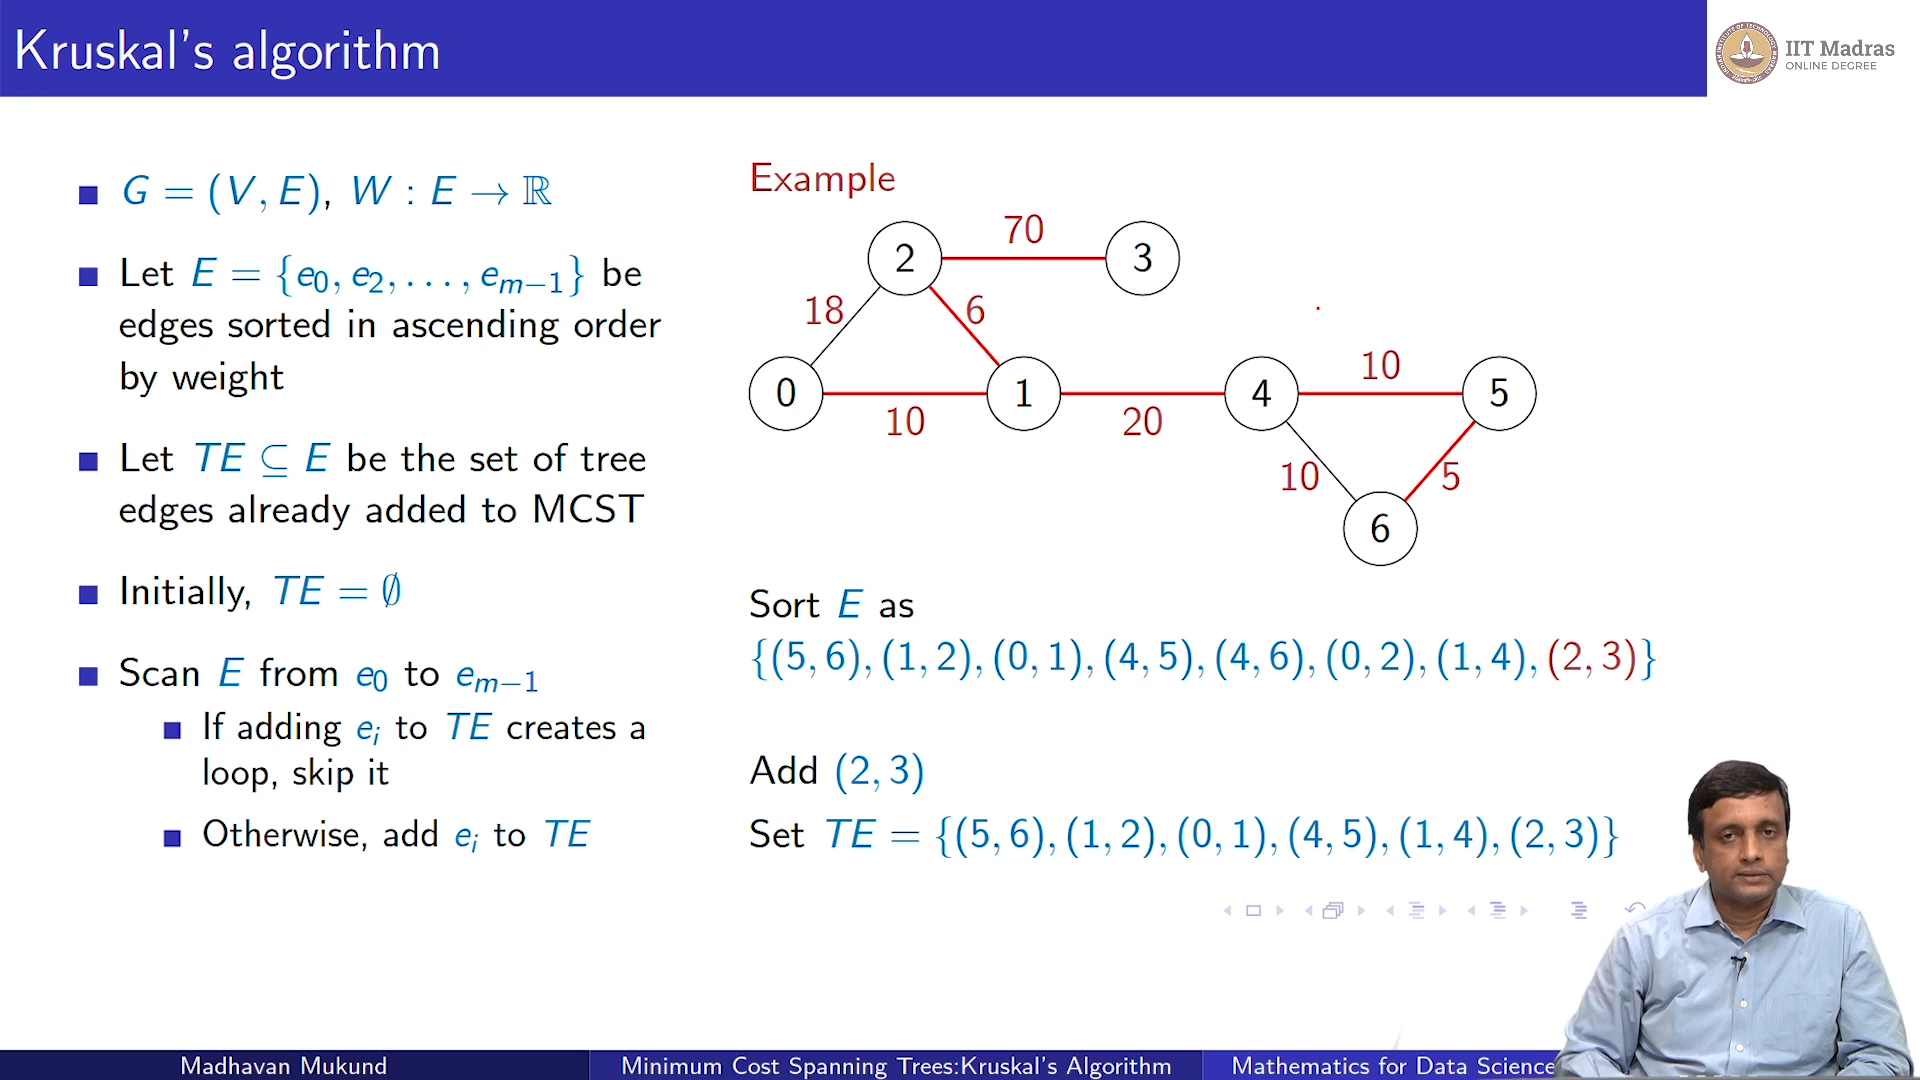 Kruskal's algorithm
IIT Madras
ONLINE DEGREE
G = (V, E), W : E → ℝ
Let E = {e₀, e₂, . . . , eₘ₋₁} be
edges sorted in ascending order
by weight
Let TE ⊆ E be the set of tree
edges already added to MCST
Initially, TE = ∅
Scan E from e₀ to eₘ₋₁
If adding eᵢ to TE creates a
loop, skip it
Otherwise, add eᵢ to TE
Example
70
2
3
18
6
10
0
1
4
5
10
20
10
5
6
Sort E as
{(5, 6), (1, 2), (0, 1), (4, 5), (4, 6), (0, 2), (1, 4), (2, 3)}
Add (2, 3)
Set TE = {(5, 6), (1, 2), (0, 1), (4, 5), (1, 4), (2, 3)}
Madhavan Mukund
Minimum Cost Spanning Trees:Kruskal's Algorithm
Mathematics for Data Science